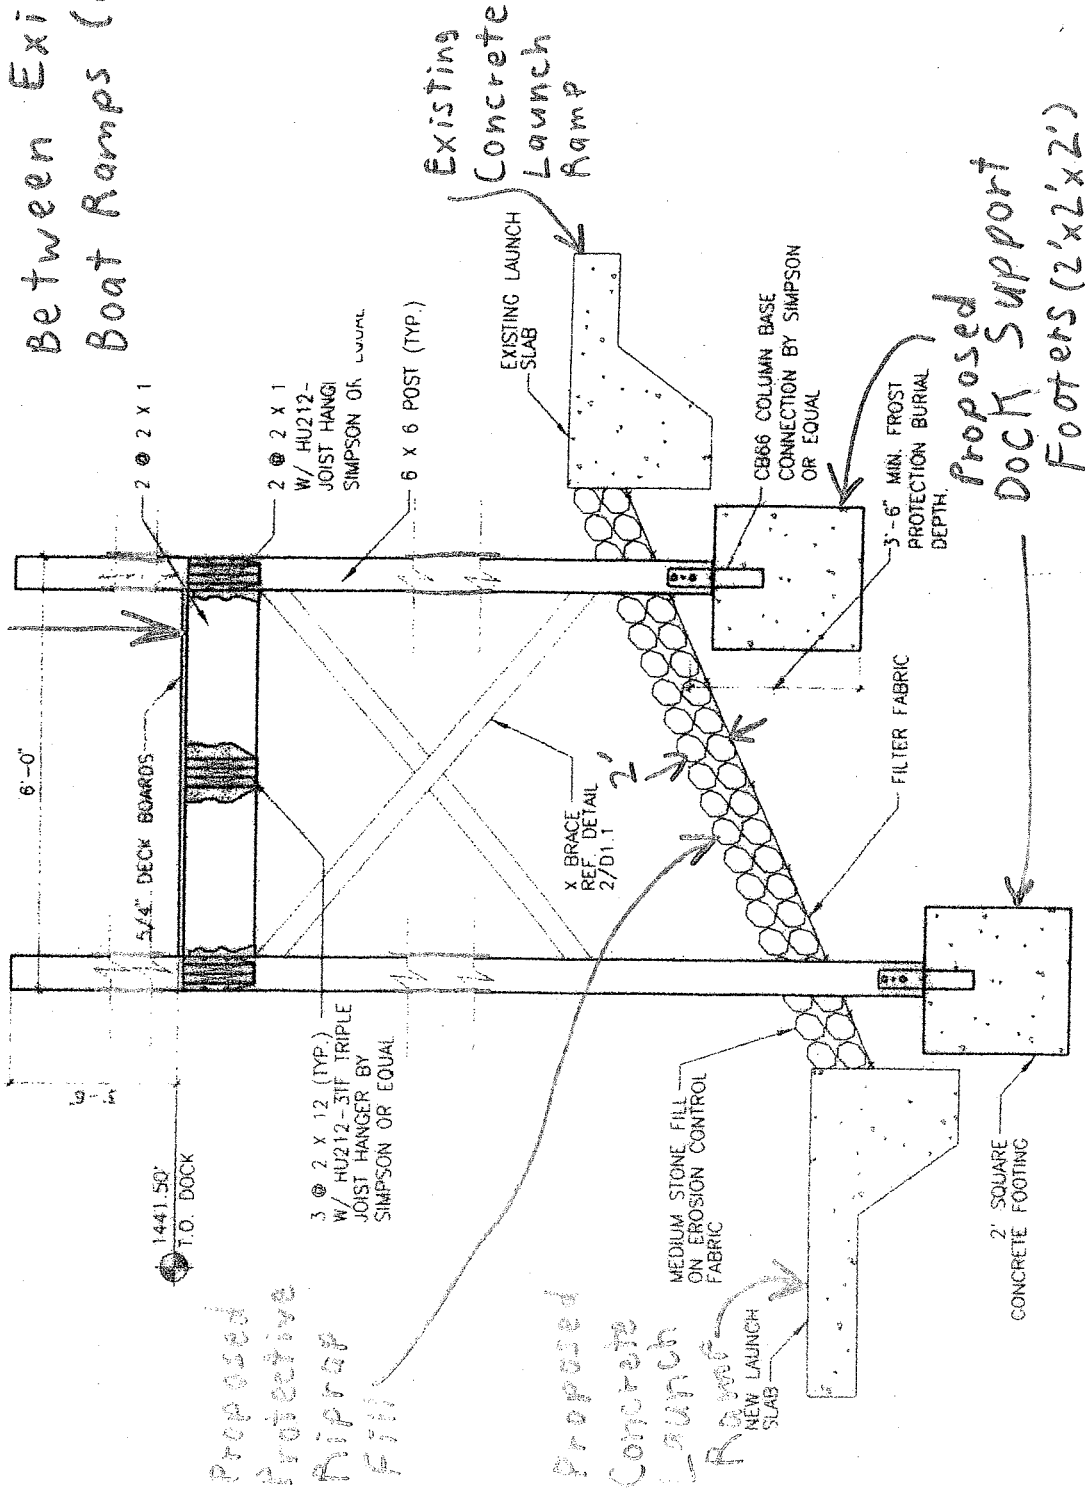 Between Exi
Boat Ramps (
Existing
Concrete
Launch
Ramp
2 @ 2 X 1
2 @ 2 X 1
W/ HU212-
JOIST HANG
SIMPSON OR EQUAL
6 X 6 POST (TYP.)
EXISTING LAUNCH
SLAB
CB66 COLUMN BASE
CONNECTION BY SIMPSON
OR EQUAL
3'-6" MIN. FROST
PROTECTION BURIAL
DEPTH.
Proposed
Dock Support
Footers (2'x2'x2')
6'-0"
5/4" DECK BOARDS
X BRACE
REF. DETAIL
2/D1.1
2'
FILTER FABRIC
1441.50'
T.O. DOCK
3 @ 2 X 12 (TYP.)
W/ HU212-3TF TRIPLE
JOIST HANGER BY
SIMPSON OR EQUAL
MEDIUM STONE FILL
ON EROSION CONTROL
FABRIC
2' SQUARE
CONCRETE FOOTING
Proposed
Protective
Riprap
Fill
Proposed
Concrete
Launch
Ramp
NEW LAUNCH
SLAB